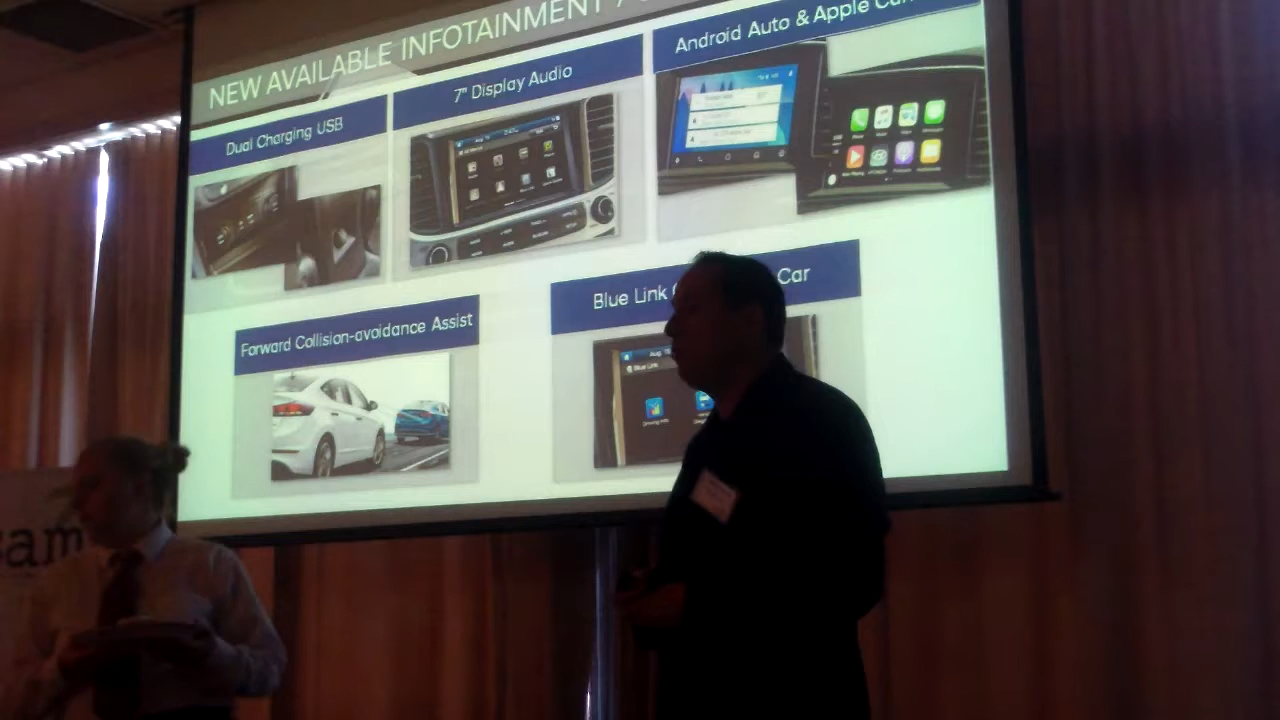 NEW AVAILABLE INFOTAINMENT
Dual Charging USB
7" Display Audio
Android Auto & Apple
Forward Collision-avoidance Assist
Blue Link
Car
Aug.
Blue Link
sam